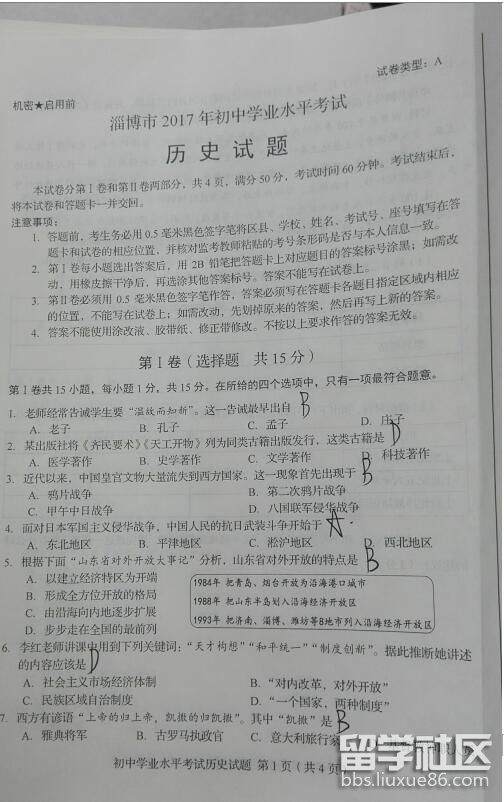 试卷类型：A
机密★启用前
淄博市 2017 年初中学业水平考试
历史试题
本试卷分第Ⅰ卷和第Ⅱ卷两部分，共 4 页，满分 50 分，考试时间 60 分钟。考试结束后，
将本试卷和答题卡一并交回。
注意事项：
1. 答题前，考生务必用 0.5 毫米黑色签字笔将区县、学校、姓名、考试号、座号填写在答
题卡和试卷的相应位置，并核对监考教师粘贴的考号条形码是否与本人信息一致。
2. 第Ⅰ卷每小题选出答案后，用 2B 铅笔把答题卡上对应题目的答案标号涂黑；如需改
动，用橡皮擦干净后，再选涂其他答案标号。答案不能写在试卷上。
3. 第Ⅱ卷必须用 0.5 毫米黑色签字笔作答，答案必须写在答题卡各题目指定区域内相应
的位置，不能写在试卷上；如需改动，先划掉原来的答案，然后再写上新的答案。
4. 答案不能使用涂改液、胶带纸、修正带修改。不按以上要求作答的答案无效。
第Ⅰ卷（选择题 共 15 分）
第Ⅰ卷共 15 小题，每小题 1 分，共 15 分。在所给的四个选项中，只有一项最符合题意。
1. 老师经常告诫学生要“温故而知新”。这一告诫最早出自 B
A. 老子 B. 孔子 C. 孟子 D. 庄子
2. 某出版社将《齐民要术》《天工开物》列为同类古籍出版发行，这类古籍是 D
A. 医学著作 B. 史学著作 C. 文学著作 D. 科技著作
3. 近代以来，中国皇宫文物大量流失到西方国家。这一现象首先出现于 B
A. 鸦片战争 B. 第二次鸦片战争
C. 甲午中日战争 D. 八国联军侵华战争
4. 面对日本军国主义侵华战争，中国人民的抗日武装斗争开始于 A
A. 东北地区 B. 平津地区 C. 淞沪地区 D. 西北地区
5. 根据下面“山东省对外开放大事记”分析，山东省对外开放的特点是 B
A. 以建立经济特区为开端
B. 形成全方位开放的格局
C. 由沿海向内地逐步扩展
D. 步步走在全国的最前列
1984年 把青岛、烟台开放为沿海港口城市
1988年 把山东半岛划入沿海经济开放区
1993年 把济南、淄博、潍坊等8地市列入沿海经济开放区
6. 李红老师讲课中用到下列关键词：“天才构想”“和平统一”“制度创新”。据此推断她讲述
的内容应该是 D
A. 社会主义市场经济体制 B. “对内改革，对外开放”
C. 民族区域自治制度 D. “一个国家，两种制度”
7. 西方有谚语“上帝的归上帝，凯撒的归凯撒”。其中“凯撒”是 B
A. 雅典将军 B. 古罗马执政官 C. 意大利旅行家
初中学业水平考试历史试题 第 1 页（共 4 页）
留学社区
bbs.liuxue86.com